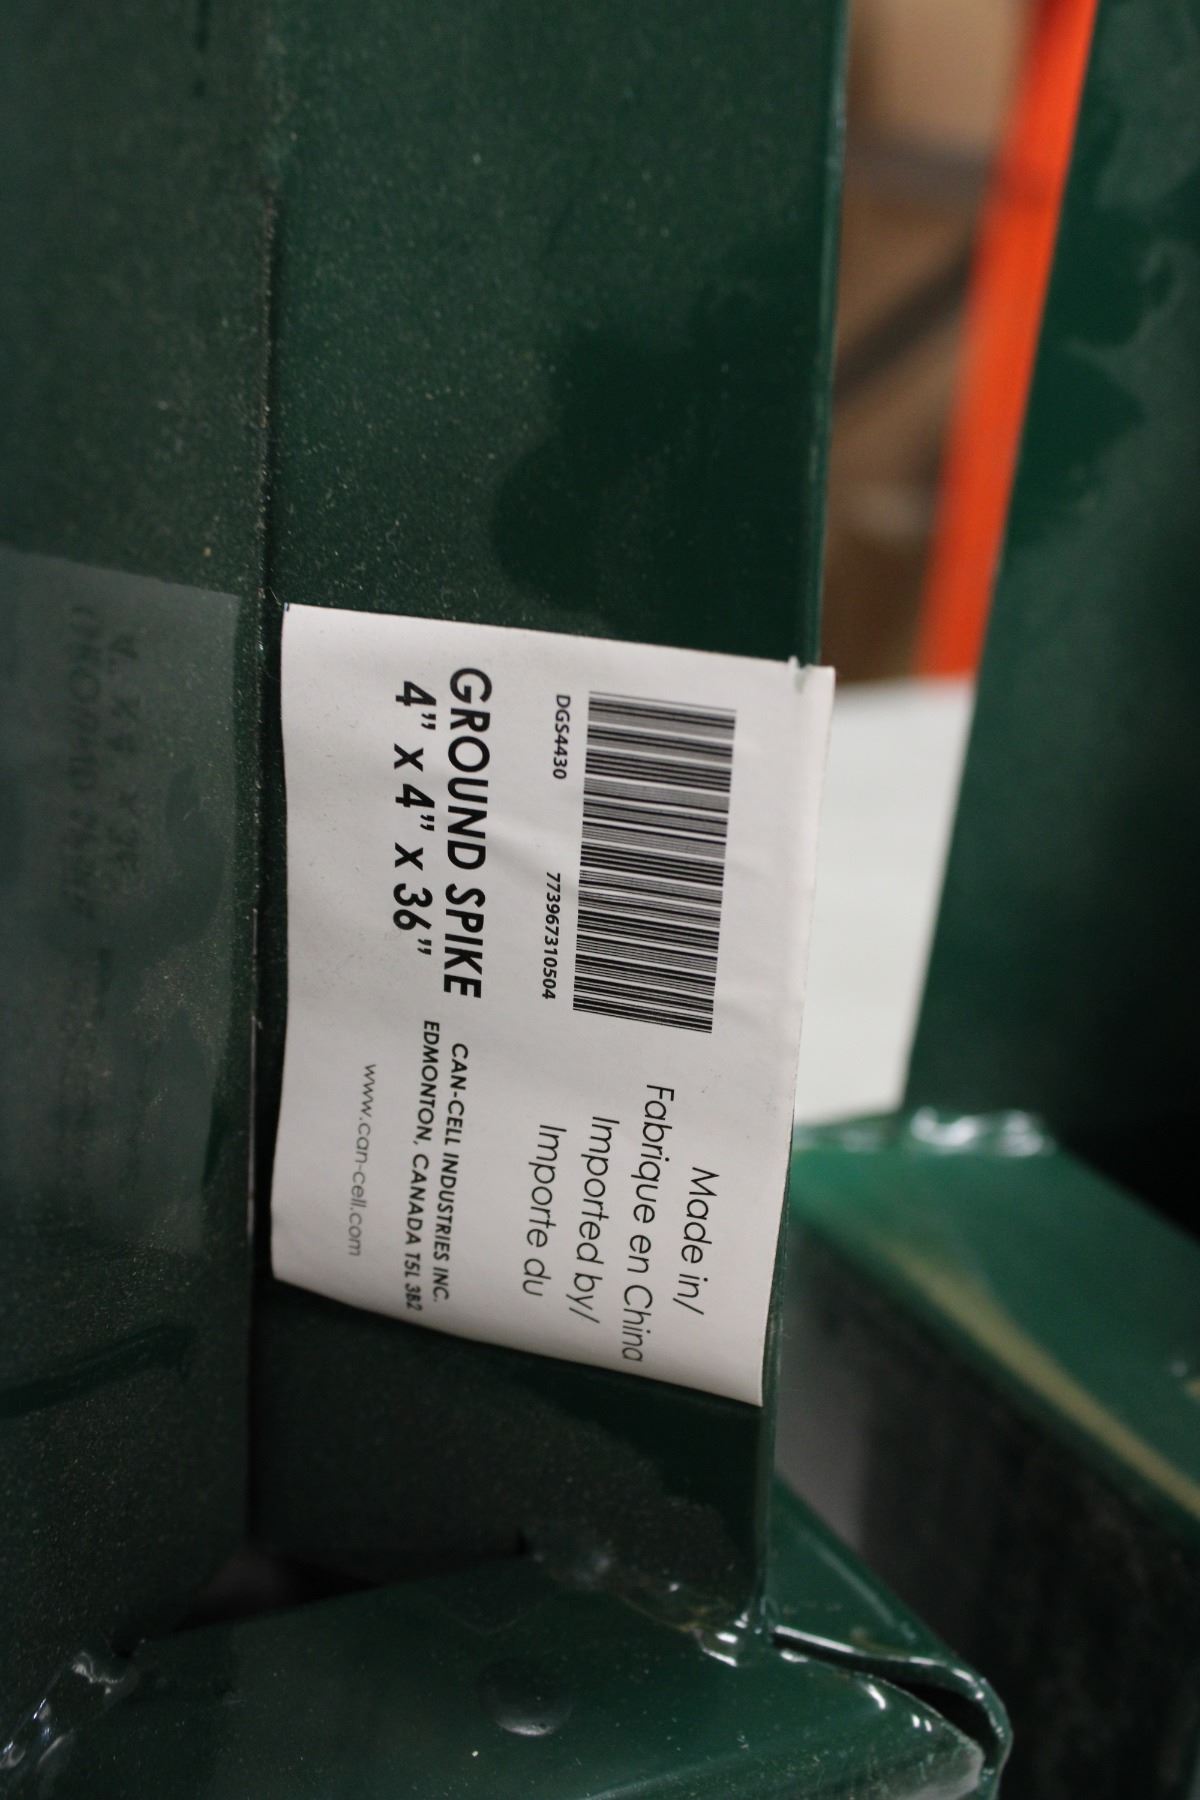 DGS4430 773967310504
GROUND SPIKE
4" x 4" x 36"
Made in/
Fabrique en China
Imported by/
Importe du
CAN-CELL INDUSTRIES INC.
EDMONTON, CANADA T5L 3B2
www.can-cell.com